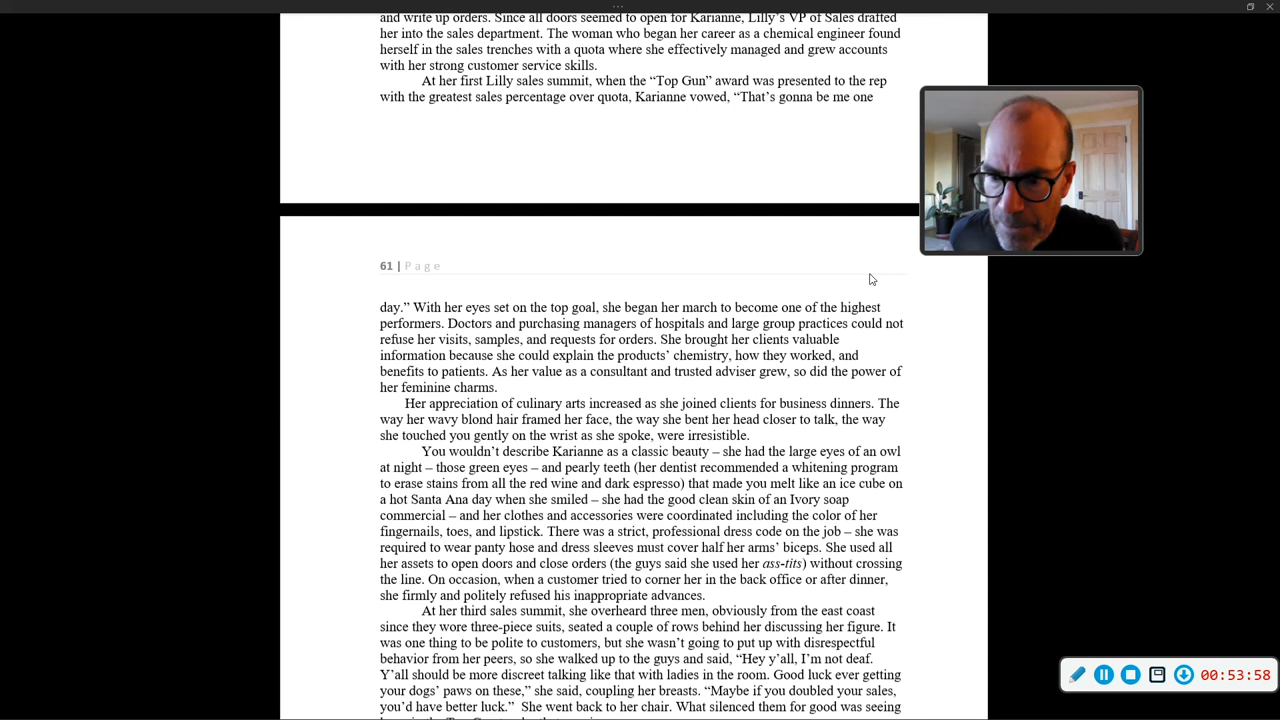 and write up orders. Since all doors seemed to open for Karianne, Lilly's VP of Sales drafted
her into the sales department. The woman who began her career as a chemical engineer found
herself in the sales trenches with a quota where she effectively managed and grew accounts
with her strong customer service skills.
At her first Lilly sales summit, when the “Top Gun” award was presented to the rep
with the greatest sales percentage over quota, Karianne vowed, “That's gonna be me one
61 | Page
day.” With her eyes set on the top goal, she began her march to become one of the highest
performers. Doctors and purchasing managers of hospitals and large group practices could not
refuse her visits, samples, and requests for orders. She brought her clients valuable
information because she could explain the products' chemistry, how they worked, and
benefits to patients. As her value as a consultant and trusted adviser grew, so did the power of
her feminine charms.
Her appreciation of culinary arts increased as she joined clients for business dinners. The
way her wavy blond hair framed her face, the way she bent her head closer to talk, the way
she touched you gently on the wrist as she spoke, were irresistible.
You wouldn't describe Karianne as a classic beauty – she had the large eyes of an owl
at night – those green eyes – and pearly teeth (her dentist recommended a whitening program
to erase stains from all the red wine and dark espresso) that made you melt like an ice cube on
a hot Santa Ana day when she smiled – she had the good clean skin of an Ivory soap
commercial – and her clothes and accessories were coordinated including the color of her
fingernails, toes, and lipstick. There was a strict, professional dress code on the job – she was
required to wear panty hose and dress sleeves must cover half her arms' biceps. She used all
her assets to open doors and close orders (the guys said she used her ass-tits) without crossing
the line. On occasion, when a customer tried to corner her in the back office or after dinner,
she firmly and politely refused his inappropriate advances.
At her third sales summit, she overheard three men, obviously from the east coast
since they wore three-piece suits, seated a couple of rows behind her discussing her figure. It
was one thing to be polite to customers, but she wasn't going to put up with disrespectful
behavior from her peers, so she walked up to the guys and said, “Hey y'all, I'm not deaf.
Y'all should be more discreet talking like that with ladies in the room. Good luck ever getting
your dogs' paws on these,” she said, coupling her breasts. “Maybe if you doubled your sales,
you'd have better luck.” She went back to her chair. What silenced them for good was seeing
00:53:58